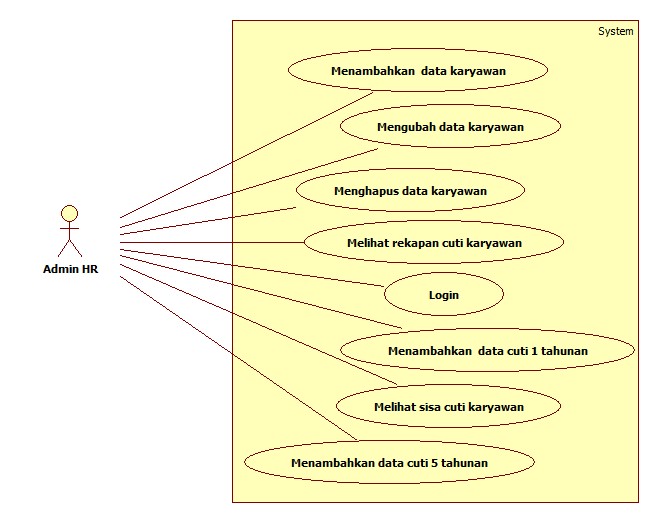 System
Menambahkan  data karyawan
Mengubah data karyawan
Menghapus data karyawan
Melihat rekapan cuti karyawan
Admin HR
Login
Menambahkan  data cuti 1 tahunan
Melihat sisa cuti karyawan
Menambahkan data cuti 5 tahunan